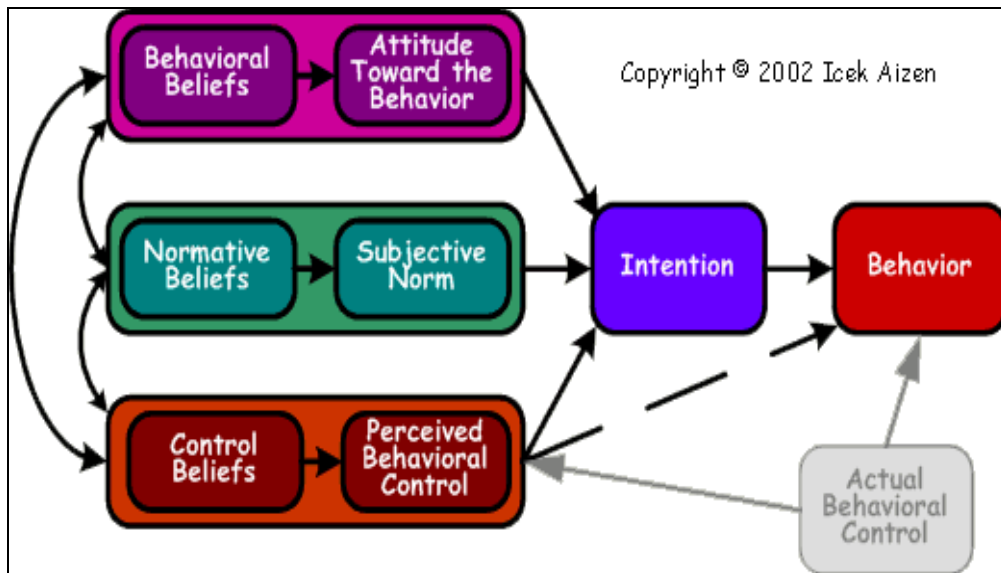 Behavioral
Beliefs
Attitude
Toward the
Behavior
Copyright © 2002 Icek Aizen
Normative
Beliefs
Subjective
Norm
Intention
Behavior
Control
Beliefs
Perceived
Behavioral
Control
Actual
Behavioral
Control